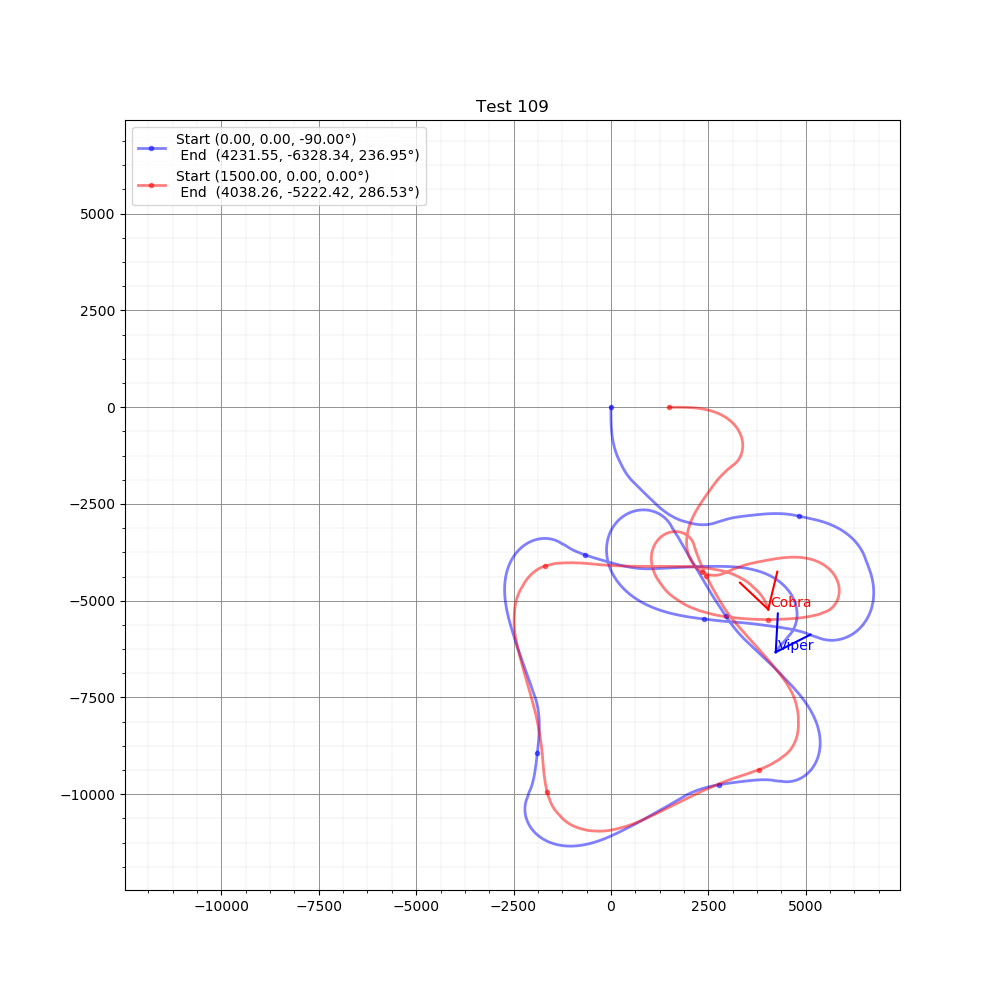 Test 109
Start (0.00, 0.00, -90.00°)
End  (4231.55, -6328.34, 236.95°)
Start (1500.00, 0.00, 0.00°)
End  (4038.26, -5222.42, 286.53°)
5000
2500
0
−2500
−5000
−7500
−10000
Cobra
Viper
−10000 −7500 −5000 −2500 0 2500 5000